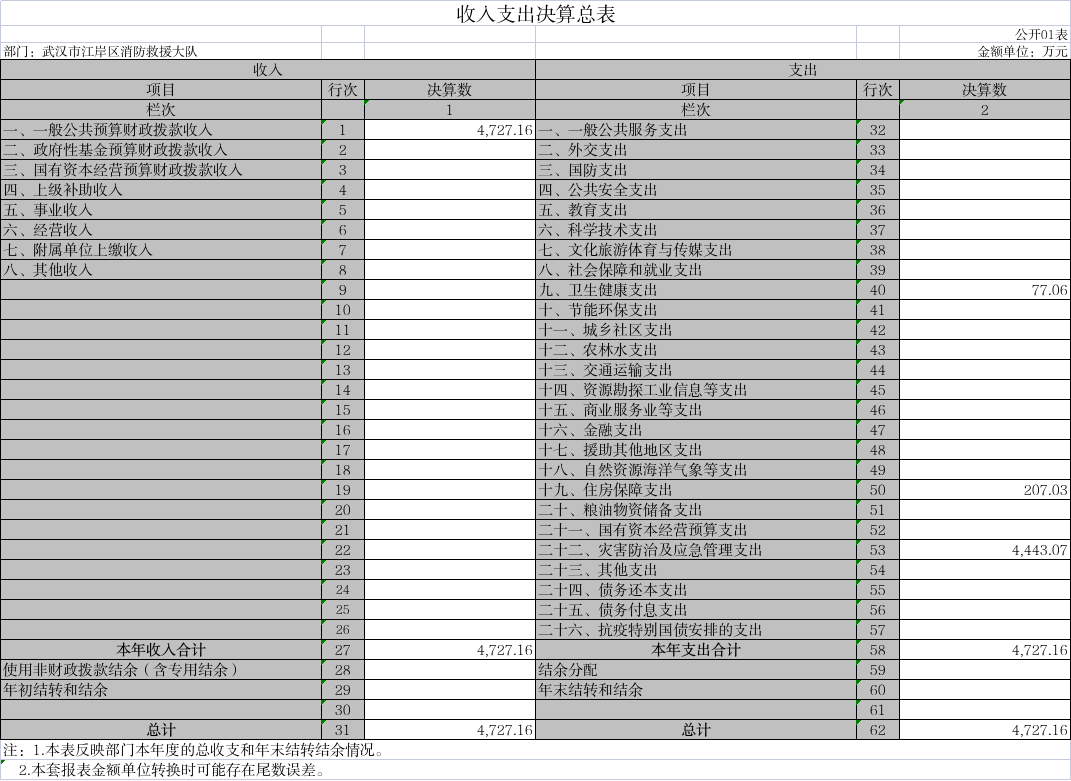 收入支出决算总表
公开01表
部门：武汉市江岸区消防救援大队 金额单位：万元
收入 支出
项目 行次 决算数 项目 行次 决算数
栏次 1 栏次 2
一、一般公共预算财政拨款收入 1 4,727.16 一、一般公共服务支出 32
二、政府性基金预算财政拨款收入 2 二、外交支出 33
三、国有资本经营预算财政拨款收入 3 三、国防支出 34
四、上级补助收入 4 四、公共安全支出 35
五、事业收入 5 五、教育支出 36
六、经营收入 6 六、科学技术支出 37
七、附属单位上缴收入 7 七、文化旅游体育与传媒支出 38
八、其他收入 8 八、社会保障和就业支出 39
9 九、卫生健康支出 40 77.06
10 十、节能环保支出 41
11 十一、城乡社区支出 42
12 十二、农林水支出 43
13 十三、交通运输支出 44
14 十四、资源勘探工业信息等支出 45
15 十五、商业服务业等支出 46
16 十六、金融支出 47
17 十七、援助其他地区支出 48
18 十八、自然资源海洋气象等支出 49
19 十九、住房保障支出 50 207.03
20 二十、粮油物资储备支出 51
21 二十一、国有资本经营预算支出 52
22 二十二、灾害防治及应急管理支出 53 4,443.07
23 二十三、其他支出 54
24 二十四、债务还本支出 55
25 二十五、债务付息支出 56
26 二十六、抗疫特别国债安排的支出 57
本年收入合计 27 4,727.16 本年支出合计 58 4,727.16
使用非财政拨款结余（含专用结余） 28 结余分配 59
年初结转和结余 29 年末结转和结余 60
30 61
总计 31 4,727.16 总计 62 4,727.16
注：1.本表反映部门本年度的总收支和年末结转结余情况。
2.本套报表金额单位转换时可能存在尾数误差。